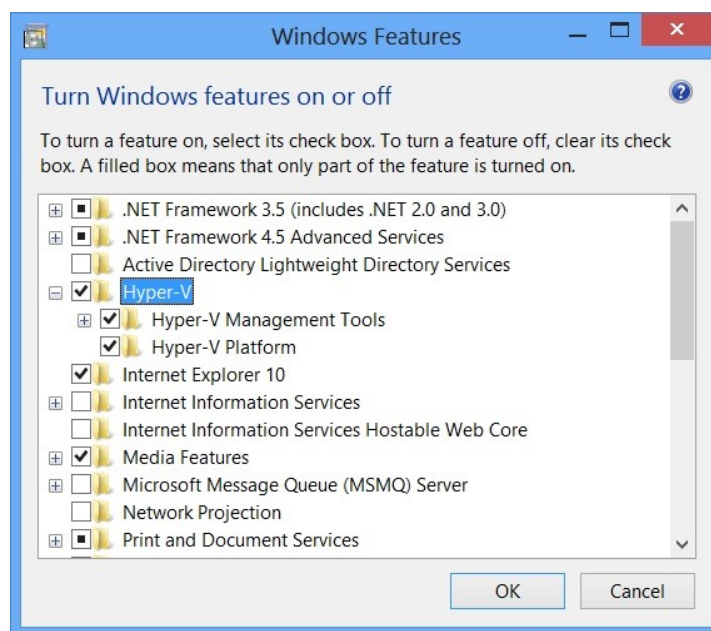 Windows Features
Turn Windows features on or off
To turn a feature on, select its check box. To turn a feature off, clear its check
box. A filled box means that only part of the feature is turned on.
.NET Framework 3.5 (includes .NET 2.0 and 3.0)
.NET Framework 4.5 Advanced Services
Active Directory Lightweight Directory Services
Hyper-V
Hyper-V Management Tools
Hyper-V Platform
Internet Explorer 10
Internet Information Services
Internet Information Services Hostable Web Core
Media Features
Microsoft Message Queue (MSMQ) Server
Network Projection
Print and Document Services
OK Cancel